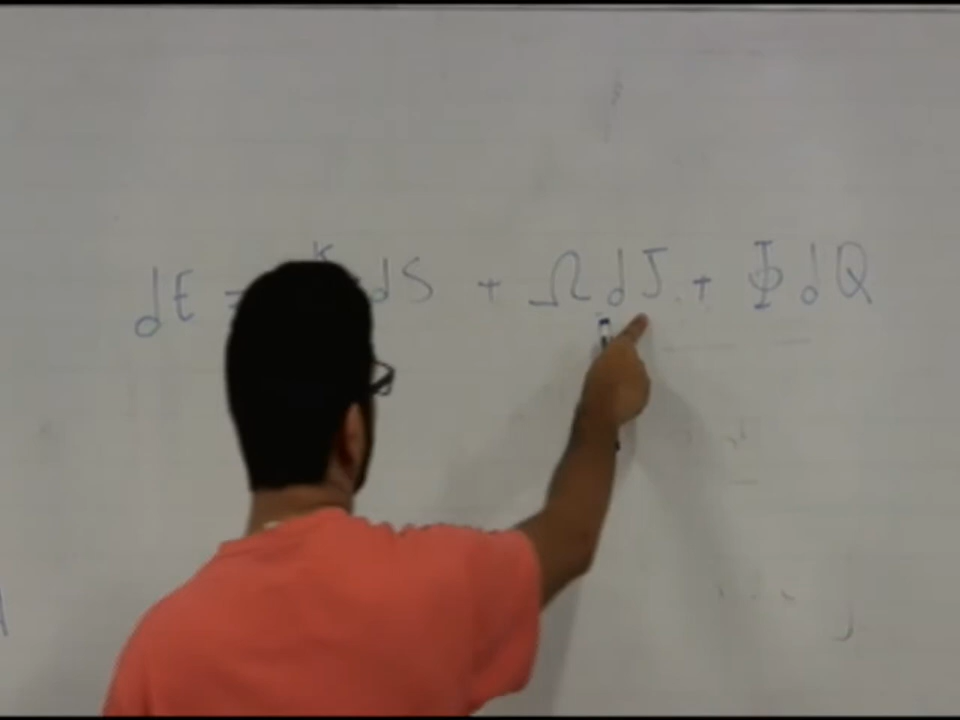 dE = K dS + Ω dJ + Φ dQ